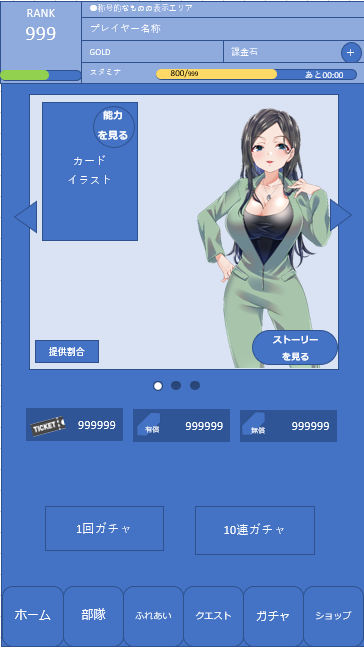 RANK
999
●称号的なものの表示エリア
プレイヤー名称
GOLD
課金石
+
スタミナ
800/999
あと00:00
能力
を見る
カード
イラスト
提供割合
ストーリー
を見る
TICKET
999999
有償
999999
無償
999999
1回ガチャ
10連ガチャ
ホーム
部隊
ふれあい
クエスト
ガチャ
ショップ